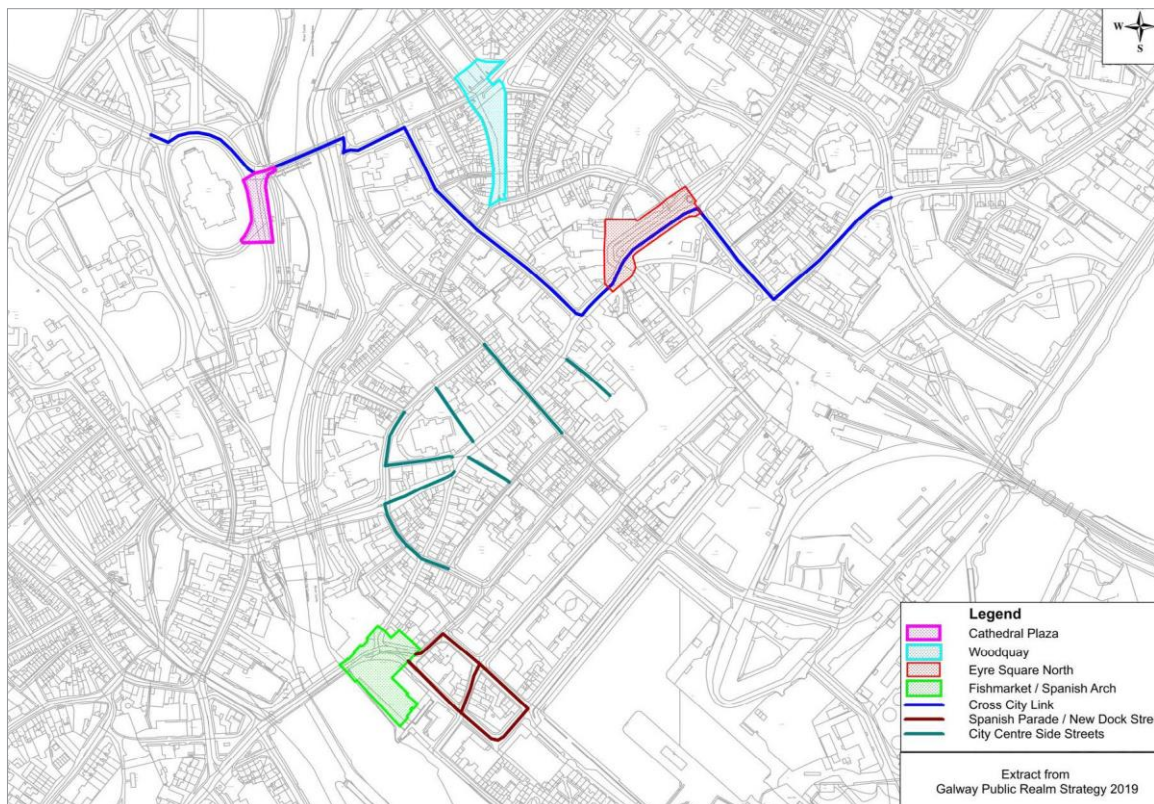 W
S
Legend
Cathedral Plaza
Woodquay
Eyre Square North
Fishmarket / Spanish Arch
Cross City Link
Spanish Parade / New Dock Stre
City Centre Side Streets
Extract from
Galway Public Realm Strategy 2019